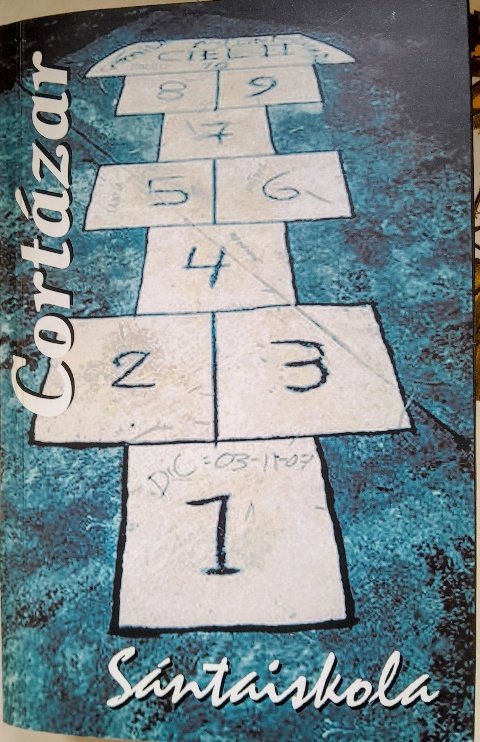 Cortázar
CIELO
8 9
7
5 6
4
2 3
DIC=03-11-07
1
Sántaiskola